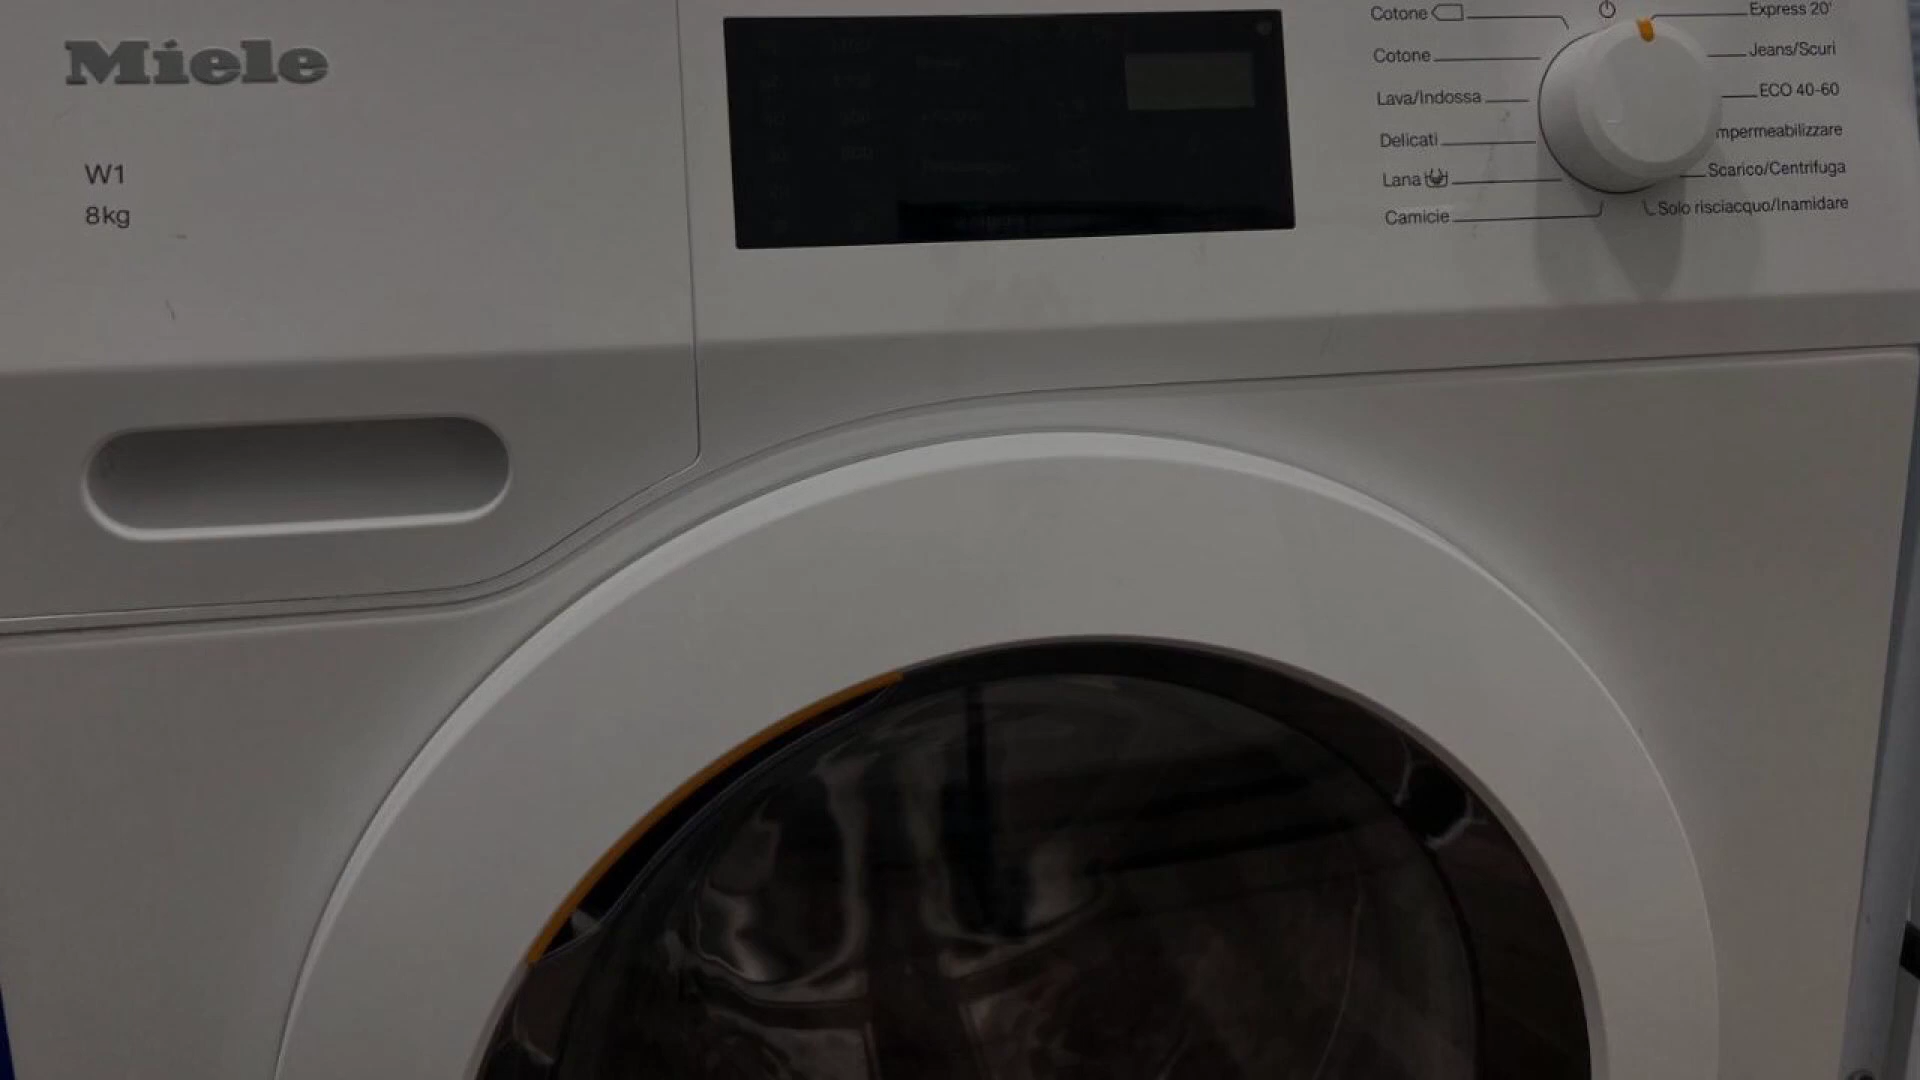 Miele
W1
8kg
Cotone
Cotone
Lava/Indossa
Delicati
Lana
Camicie
Express 20'
Jeans/Scuri
ECO 40-60
mpermeabilizzare
Scarico/Centrifuga
Solo risciacquo/Inamidare